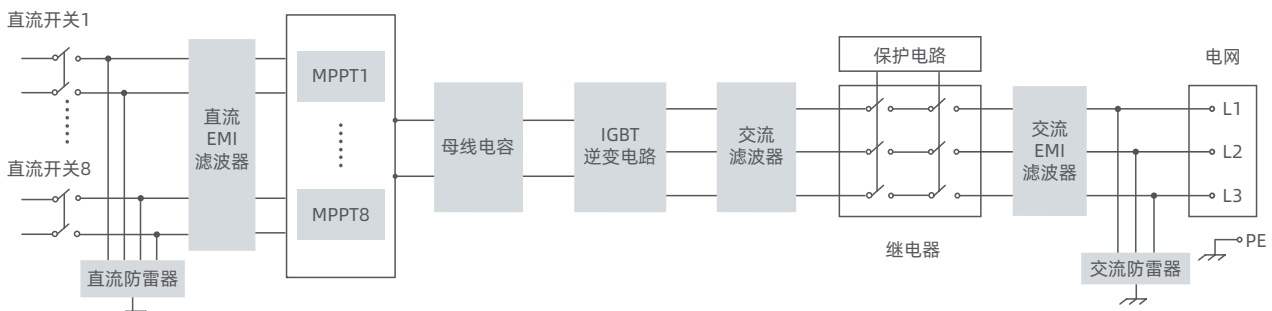 直流开关1
直流开关8
直流防雷器
直流
EMI
滤波器
MPPT1
MPPT8
母线电容
IGBT
逆变电路
交流
滤波器
保护电路
继电器
交流
EMI
滤波器
交流防雷器
电网
L1
L2
L3
PE